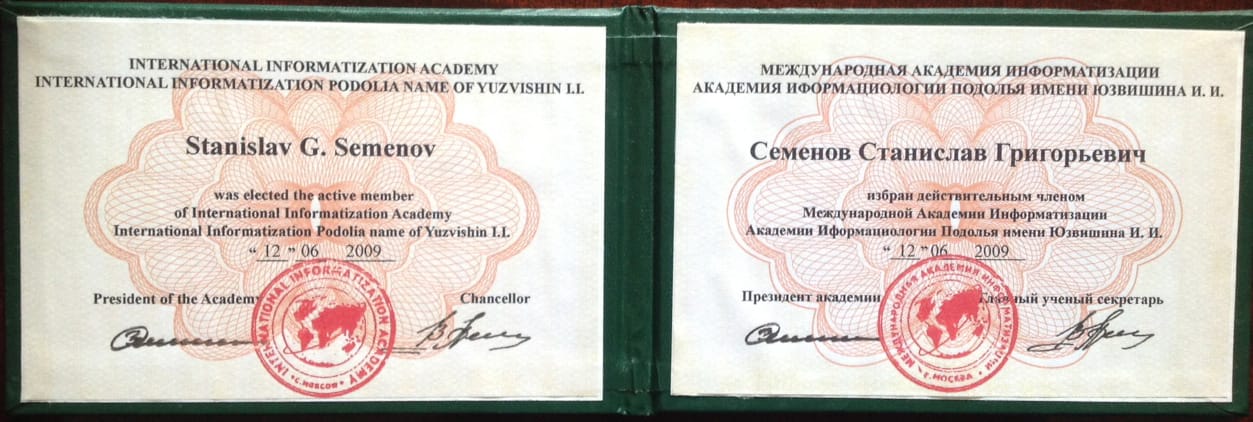 INTERNATIONAL INFORMATIZATION ACADEMY
INTERNATIONAL INFORMATIZATION PODOLIA NAME OF YUZVISHIN I.I.
Stanislav G. Semenov
was elected the active member
of International Informatization Academy
International Informatization Podolia name of Yuzvishin I.I.
“ 12 ” 06 2009
President of the Academy
Chancellor
INTERNATIONAL INFORMATIZATION ACADEMY
• C. MOSCOW •
МЕЖДУНАРОДНАЯ АКАДЕМИЯ ИНФОРМАТИЗАЦИИ
АКАДЕМИЯ ИФОРМАЦИОЛОГИИ ПОДОЛЬЯ ИМЕНИ ЮЗВИШИНА И. И.
Семенов Станислав Григорьевич
избран действительным членом
Международной Академии Информатизации
Академии Иформациологии Подолья имени Юзвишина И. И.
“ 12 ” 06 2009
Президент академии
Главный ученый секретарь
МЕЖДУНАРОДНАЯ АКАДЕМИЯ ИНФОРМАТИЗАЦИИ
• Г. МОСКВА •